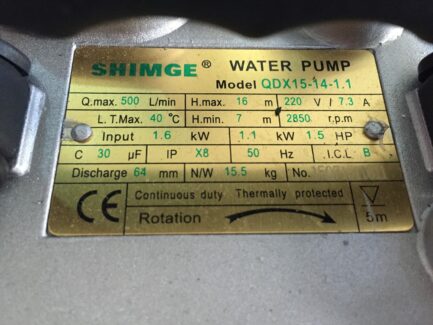 SHIMGE® WATER PUMP
Model QDX15-14-1.1
Q.max. 500 L/min H.max. 16 m 220 V / 7.3 A
L.T.Max. 40 ℃ H.min. 7 m 2850 r.p.m
Input 1.6 kW 1.1 kW 1.5 HP
C 30 μF IP X8 50 Hz I.C.L B
Discharge 64 mm N/W 15.5 kg No.
CE Continuous duty Thermally protected
Rotation 5m